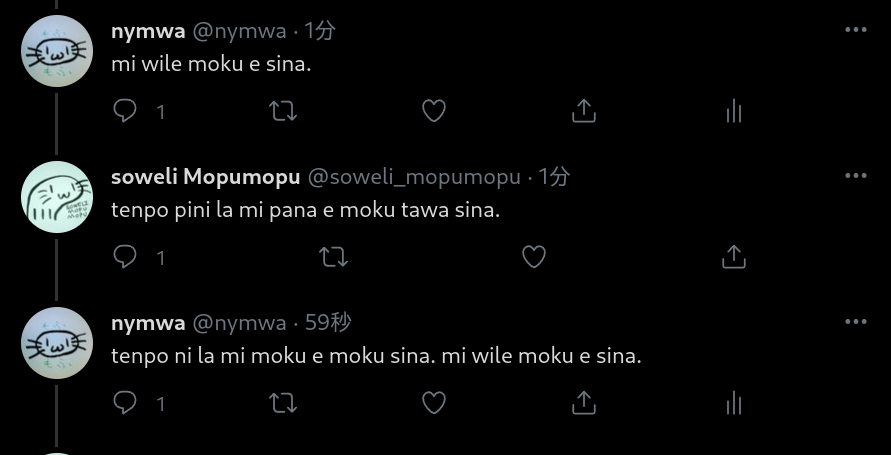 nymwa @nymwa · 1分
mi wile moku e sina.
1
soweli Mopumopu @soweli_mopumopu · 1分
tenpo pini la mi pana e moku tawa sina.
1
nymwa @nymwa · 59秒
tenpo ni la mi moku e moku sina. mi wile moku e sina.
1